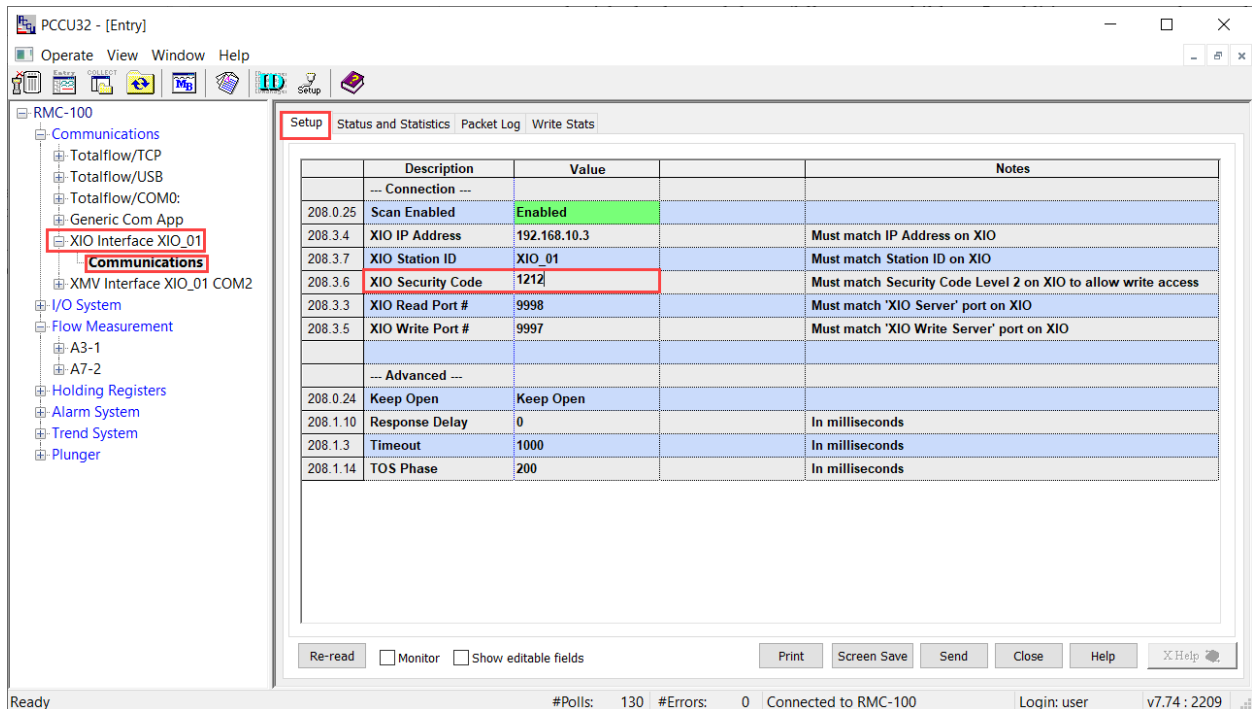 PCCU32 - [Entry]
Operate View Window Help
Entry COLLECT MB ID Setup
RMC-100
Communications
Totalflow/TCP
Totalflow/USB
Totalflow/COM0:
Generic Com App
XIO Interface XIO_01
Communications
XMV Interface XIO_01 COM2
I/O System
Flow Measurement
A3-1
A7-2
Holding Registers
Alarm System
Trend System
Plunger
Setup Status and Statistics Packet Log Write Stats
Description Value Notes
--- Connection ---
208.0.25 Scan Enabled Enabled
208.3.4 XIO IP Address 192.168.10.3 Must match IP Address on XIO
208.3.7 XIO Station ID XIO_01 Must match Station ID on XIO
208.3.6 XIO Security Code 1212 Must match Security Code Level 2 on XIO to allow write access
208.3.3 XIO Read Port # 9998 Must match 'XIO Server' port on XIO
208.3.5 XIO Write Port # 9997 Must match 'XIO Write Server' port on XIO
--- Advanced ---
208.0.24 Keep Open Keep Open
208.1.10 Response Delay 0 In milliseconds
208.1.3 Timeout 1000 In milliseconds
208.1.14 TOS Phase 200 In milliseconds
Re-read Monitor Show editable fields Print Screen Save Send Close Help X Help
Ready #Polls: 130 #Errors: 0 Connected to RMC-100 Login: user v7.74 : 2209